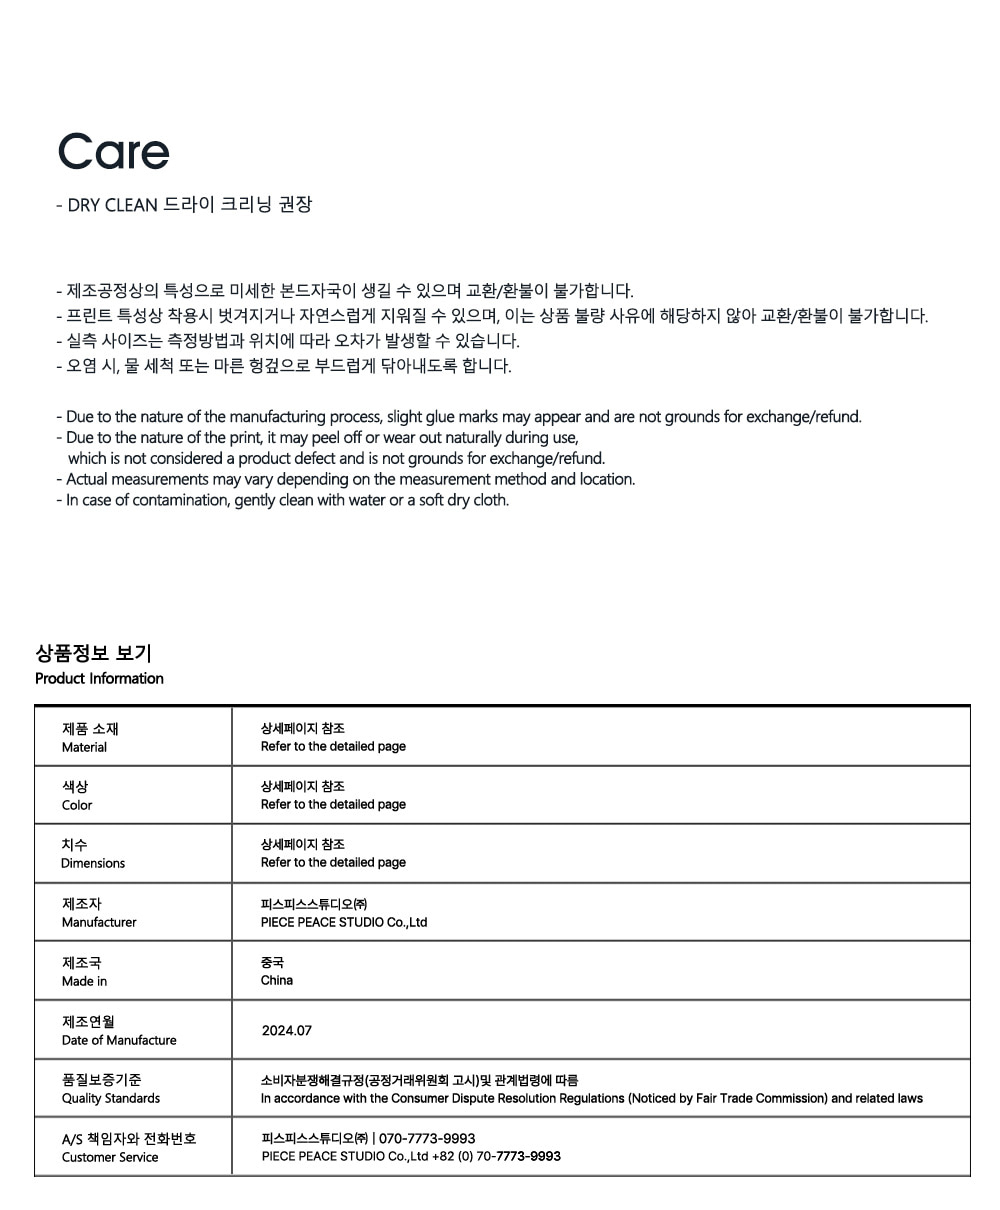 Care
- DRY CLEAN 드라이 크리닝 권장
- 제조공정상의 특성으로 미세한 본드자국이 생길 수 있으며 교환/환불이 불가합니다.
- 프린트 특성상 착용시 벗겨지거나 자연스럽게 지워질 수 있으며, 이는 상품 불량 사유에 해당하지 않아 교환/환불이 불가합니다.
- 실측 사이즈는 측정방법과 위치에 따라 오차가 발생할 수 있습니다.
- 오염 시, 물 세척 또는 마른 헝겊으로 부드럽게 닦아내도록 합니다.
- Due to the nature of the manufacturing process, slight glue marks may appear and are not grounds for exchange/refund.
- Due to the nature of the print, it may peel off or wear out naturally during use,
which is not considered a product defect and is not grounds for exchange/refund.
- Actual measurements may vary depending on the measurement method and location.
- In case of contamination, gently clean with water or a soft dry cloth.
상품정보 보기
Product Information
제품 소재
Material
상세페이지 참조
Refer to the detailed page
색상
Color
상세페이지 참조
Refer to the detailed page
치수
Dimensions
상세페이지 참조
Refer to the detailed page
제조자
Manufacturer
피스피스스튜디오㈜
PIECE PEACE STUDIO Co.,Ltd
제조국
Made in
중국
China
제조연월
Date of Manufacture
2024.07
품질보증기준
Quality Standards
소비자분쟁해결규정(공정거래위원회 고시)및 관계법령에 따름
In accordance with the Consumer Dispute Resolution Regulations (Noticed by Fair Trade Commission) and related laws
A/S 책임자와 전화번호
Customer Service
피스피스스튜디오㈜ | 070-7773-9993
PIECE PEACE STUDIO Co.,Ltd +82 (0) 70-7773-9993